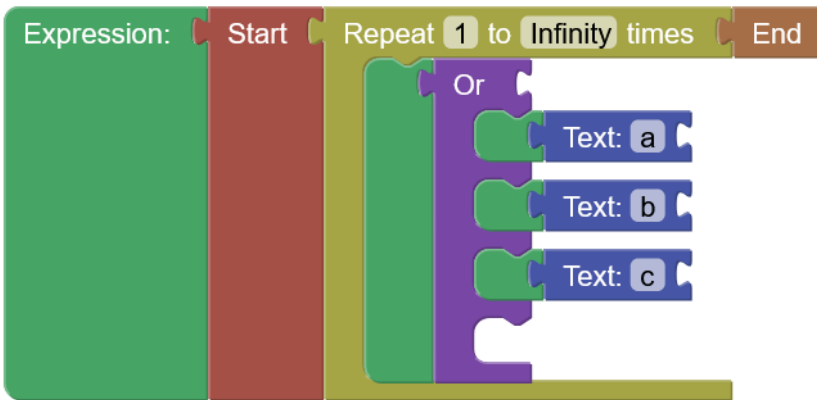 Expression: Start Repeat 1 to Infinity times End
Or
Text: a
Text: b
Text: c